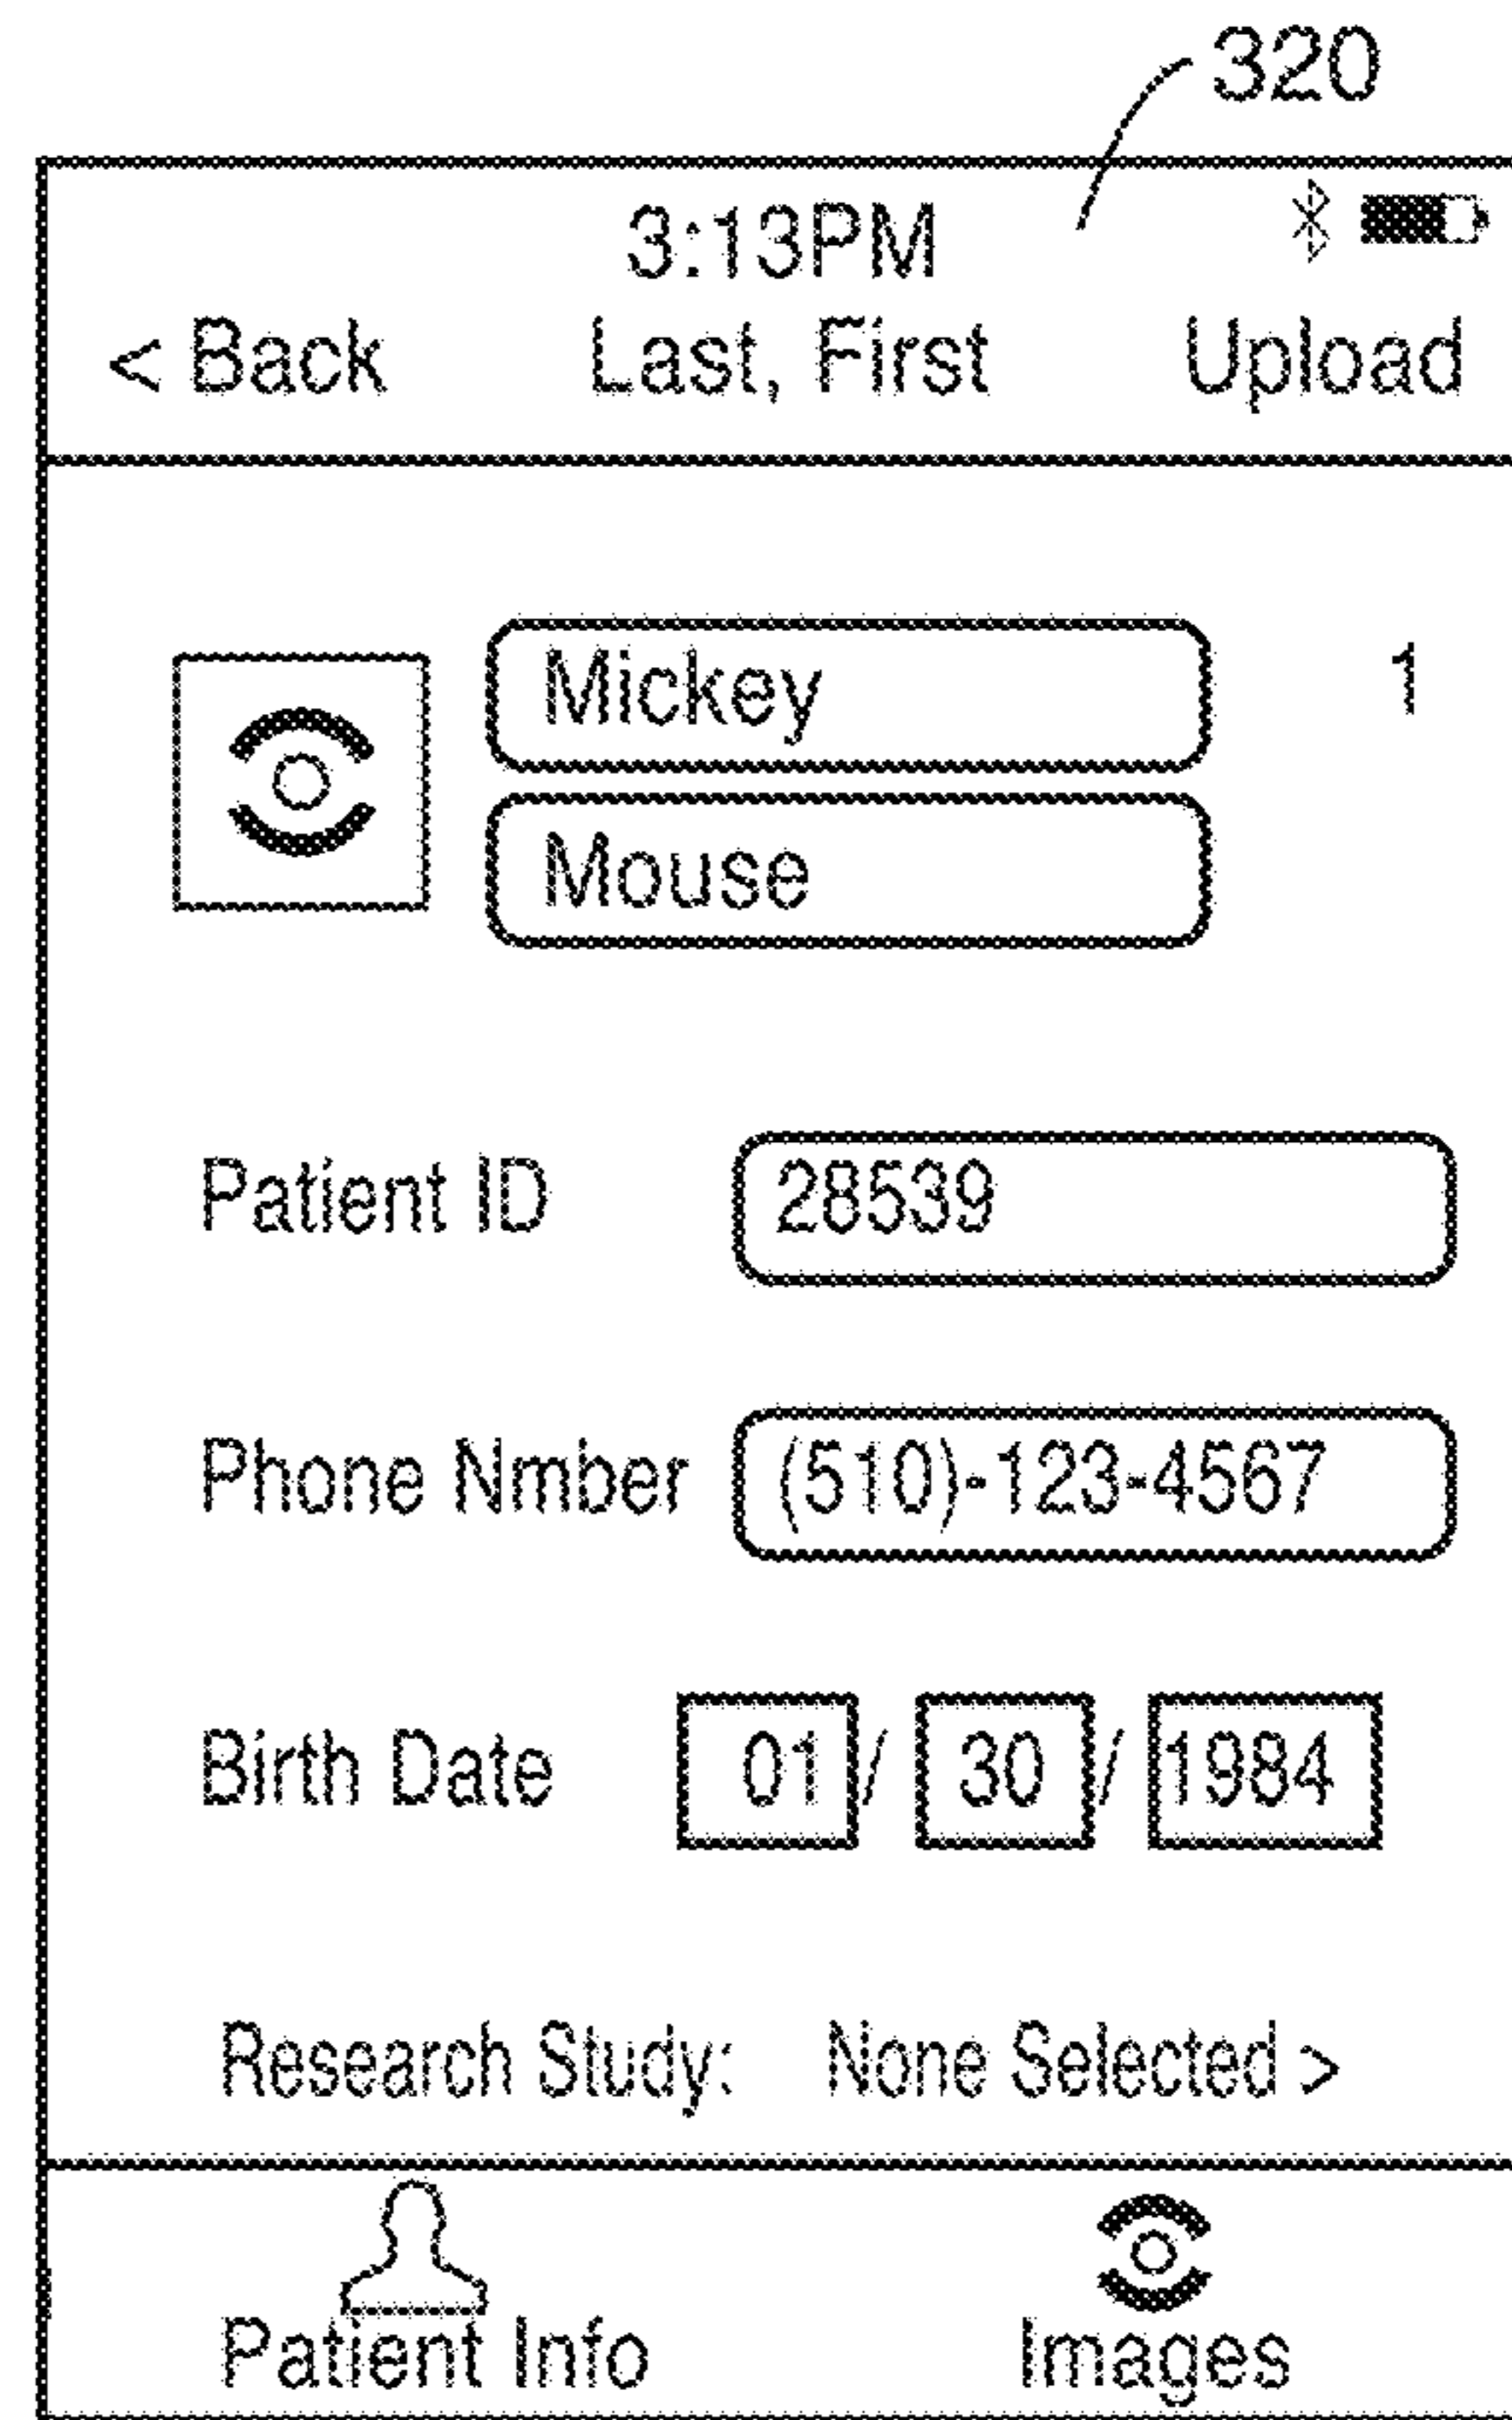 320
3:13PM
< Back Last, First Upload
Mickey 1
Mouse
Patient ID 28539
Phone Nmber (510)-123-4567
Birth Date 01 / 30 / 1984
Research Study: None Selected >
Patient Info Images